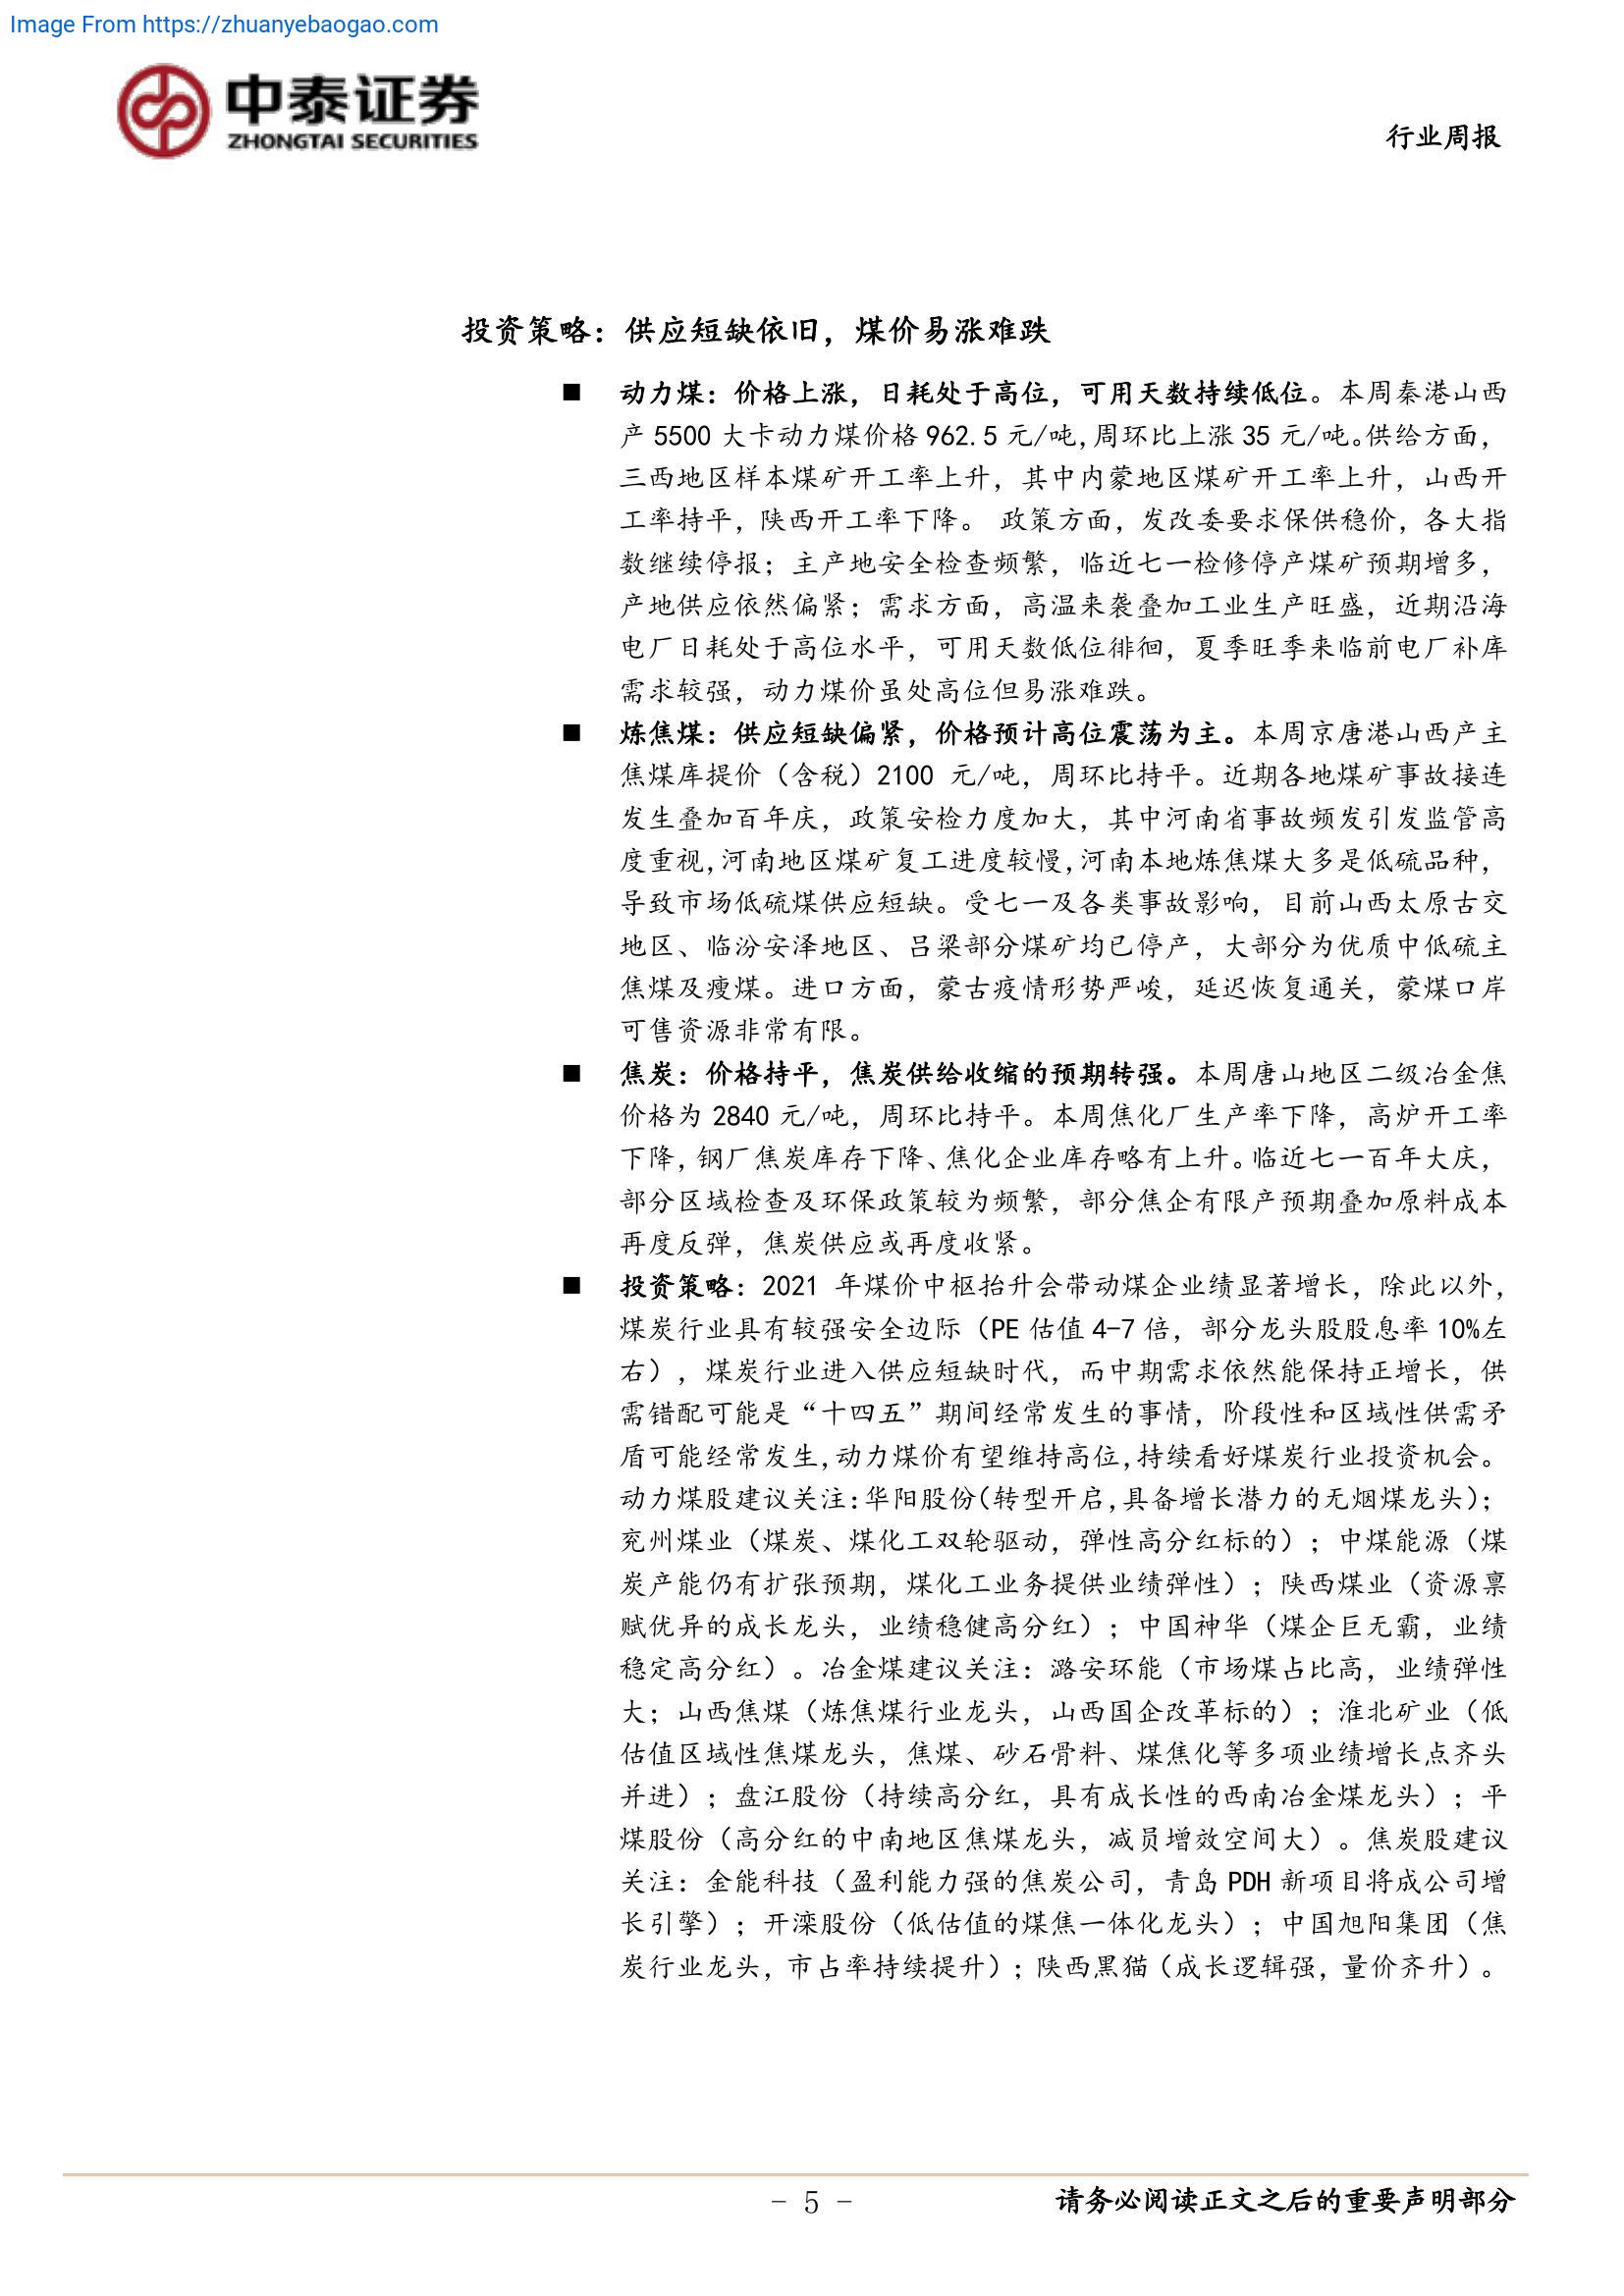 Image From https://zhuanyebaogao.com
中泰证券
ZHONGTAI SECURITIES
行业周报
投资策略：供应短缺依旧，煤价易涨难跌
■ 动力煤：价格上涨，日耗处于高位，可用天数持续低位。本周秦港山西
产 5500 大卡动力煤价格 962.5 元/吨,周环比上涨 35 元/吨。供给方面，
三西地区样本煤矿开工率上升，其中内蒙地区煤矿开工率上升，山西开
工率持平，陕西开工率下降。 政策方面，发改委要求保供稳价，各大指
数继续停报；主产地安全检查频繁，临近七一检修停产煤矿预期增多，
产地供应依然偏紧；需求方面，高温来袭叠加工业生产旺盛，近期沿海
电厂日耗处于高位水平，可用天数低位徘徊，夏季旺季来临前电厂补库
需求较强，动力煤价虽处高位但易涨难跌。
■ 炼焦煤：供应短缺偏紧，价格预计高位震荡为主。本周京唐港山西产主
焦煤库提价（含税）2100 元/吨，周环比持平。近期各地煤矿事故接连
发生叠加百年庆，政策安检力度加大，其中河南省事故频发引发监管高
度重视,河南地区煤矿复工进度较慢,河南本地炼焦煤大多是低硫品种，
导致市场低硫煤供应短缺。受七一及各类事故影响，目前山西太原古交
地区、临汾安泽地区、吕梁部分煤矿均已停产，大部分为优质中低硫主
焦煤及瘦煤。进口方面，蒙古疫情形势严峻，延迟恢复通关，蒙煤口岸
可售资源非常有限。
■ 焦炭：价格持平，焦炭供给收缩的预期转强。本周唐山地区二级冶金焦
价格为 2840 元/吨，周环比持平。本周焦化厂生产率下降，高炉开工率
下降，钢厂焦炭库存下降、焦化企业库存略有上升。临近七一百年大庆，
部分区域检查及环保政策较为频繁，部分焦企有限产预期叠加原料成本
再度反弹，焦炭供应或再度收紧。
■ 投资策略：2021 年煤价中枢抬升会带动煤企业绩显著增长，除此以外，
煤炭行业具有较强安全边际（PE 估值 4-7 倍，部分龙头股股息率 10%左
右），煤炭行业进入供应短缺时代，而中期需求依然能保持正增长，供
需错配可能是“十四五”期间经常发生的事情，阶段性和区域性供需矛
盾可能经常发生,动力煤价有望维持高位,持续看好煤炭行业投资机会。
动力煤股建议关注:华阳股份(转型开启,具备增长潜力的无烟煤龙头)；
兖州煤业（煤炭、煤化工双轮驱动，弹性高分红标的）；中煤能源（煤
炭产能仍有扩张预期，煤化工业务提供业绩弹性）；陕西煤业（资源禀
赋优异的成长龙头，业绩稳健高分红）；中国神华（煤企巨无霸，业绩
稳定高分红）。冶金煤建议关注：潞安环能（市场煤占比高，业绩弹性
大；山西焦煤（炼焦煤行业龙头，山西国企改革标的）；淮北矿业（低
估值区域性焦煤龙头，焦煤、砂石骨料、煤焦化等多项业绩增长点齐头
并进）；盘江股份（持续高分红，具有成长性的西南冶金煤龙头）；平
煤股份（高分红的中南地区焦煤龙头，减员增效空间大）。焦炭股建议
关注：金能科技（盈利能力强的焦炭公司，青岛 PDH 新项目将成公司增
长引擎）；开滦股份（低估值的煤焦一体化龙头）；中国旭阳集团（焦
炭行业龙头，市占率持续提升）；陕西黑猫（成长逻辑强，量价齐升）。
- 5 -
请务必阅读正文之后的重要声明部分